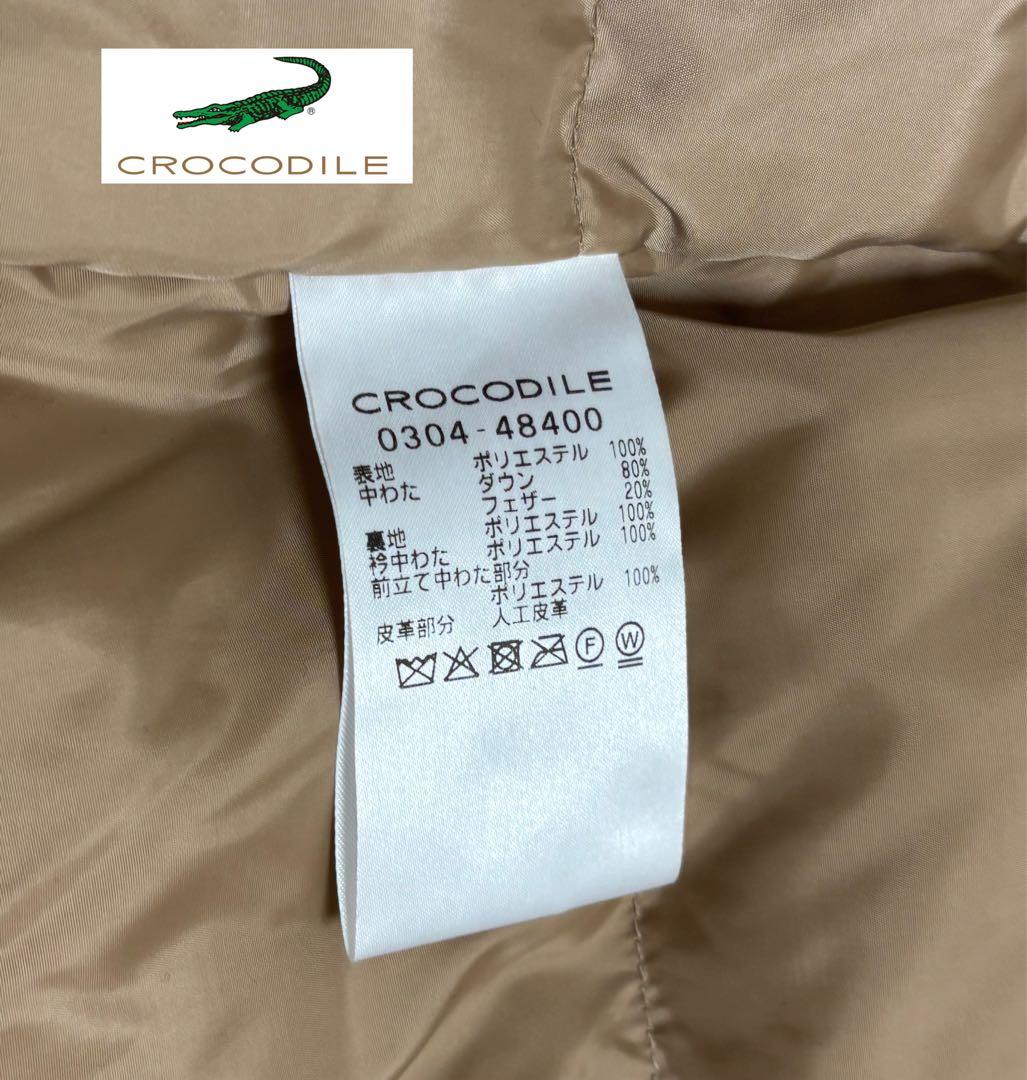 CROCODILE
CROCODILE
0304-48400
表地 ポリエステル 100%
中わた ダウン 80%
フェザー 20%
裏地 ポリエステル 100%
衿中わた ポリエステル 100%
前立て中わた部分
ポリエステル 100%
皮革部分 人工皮革
F W